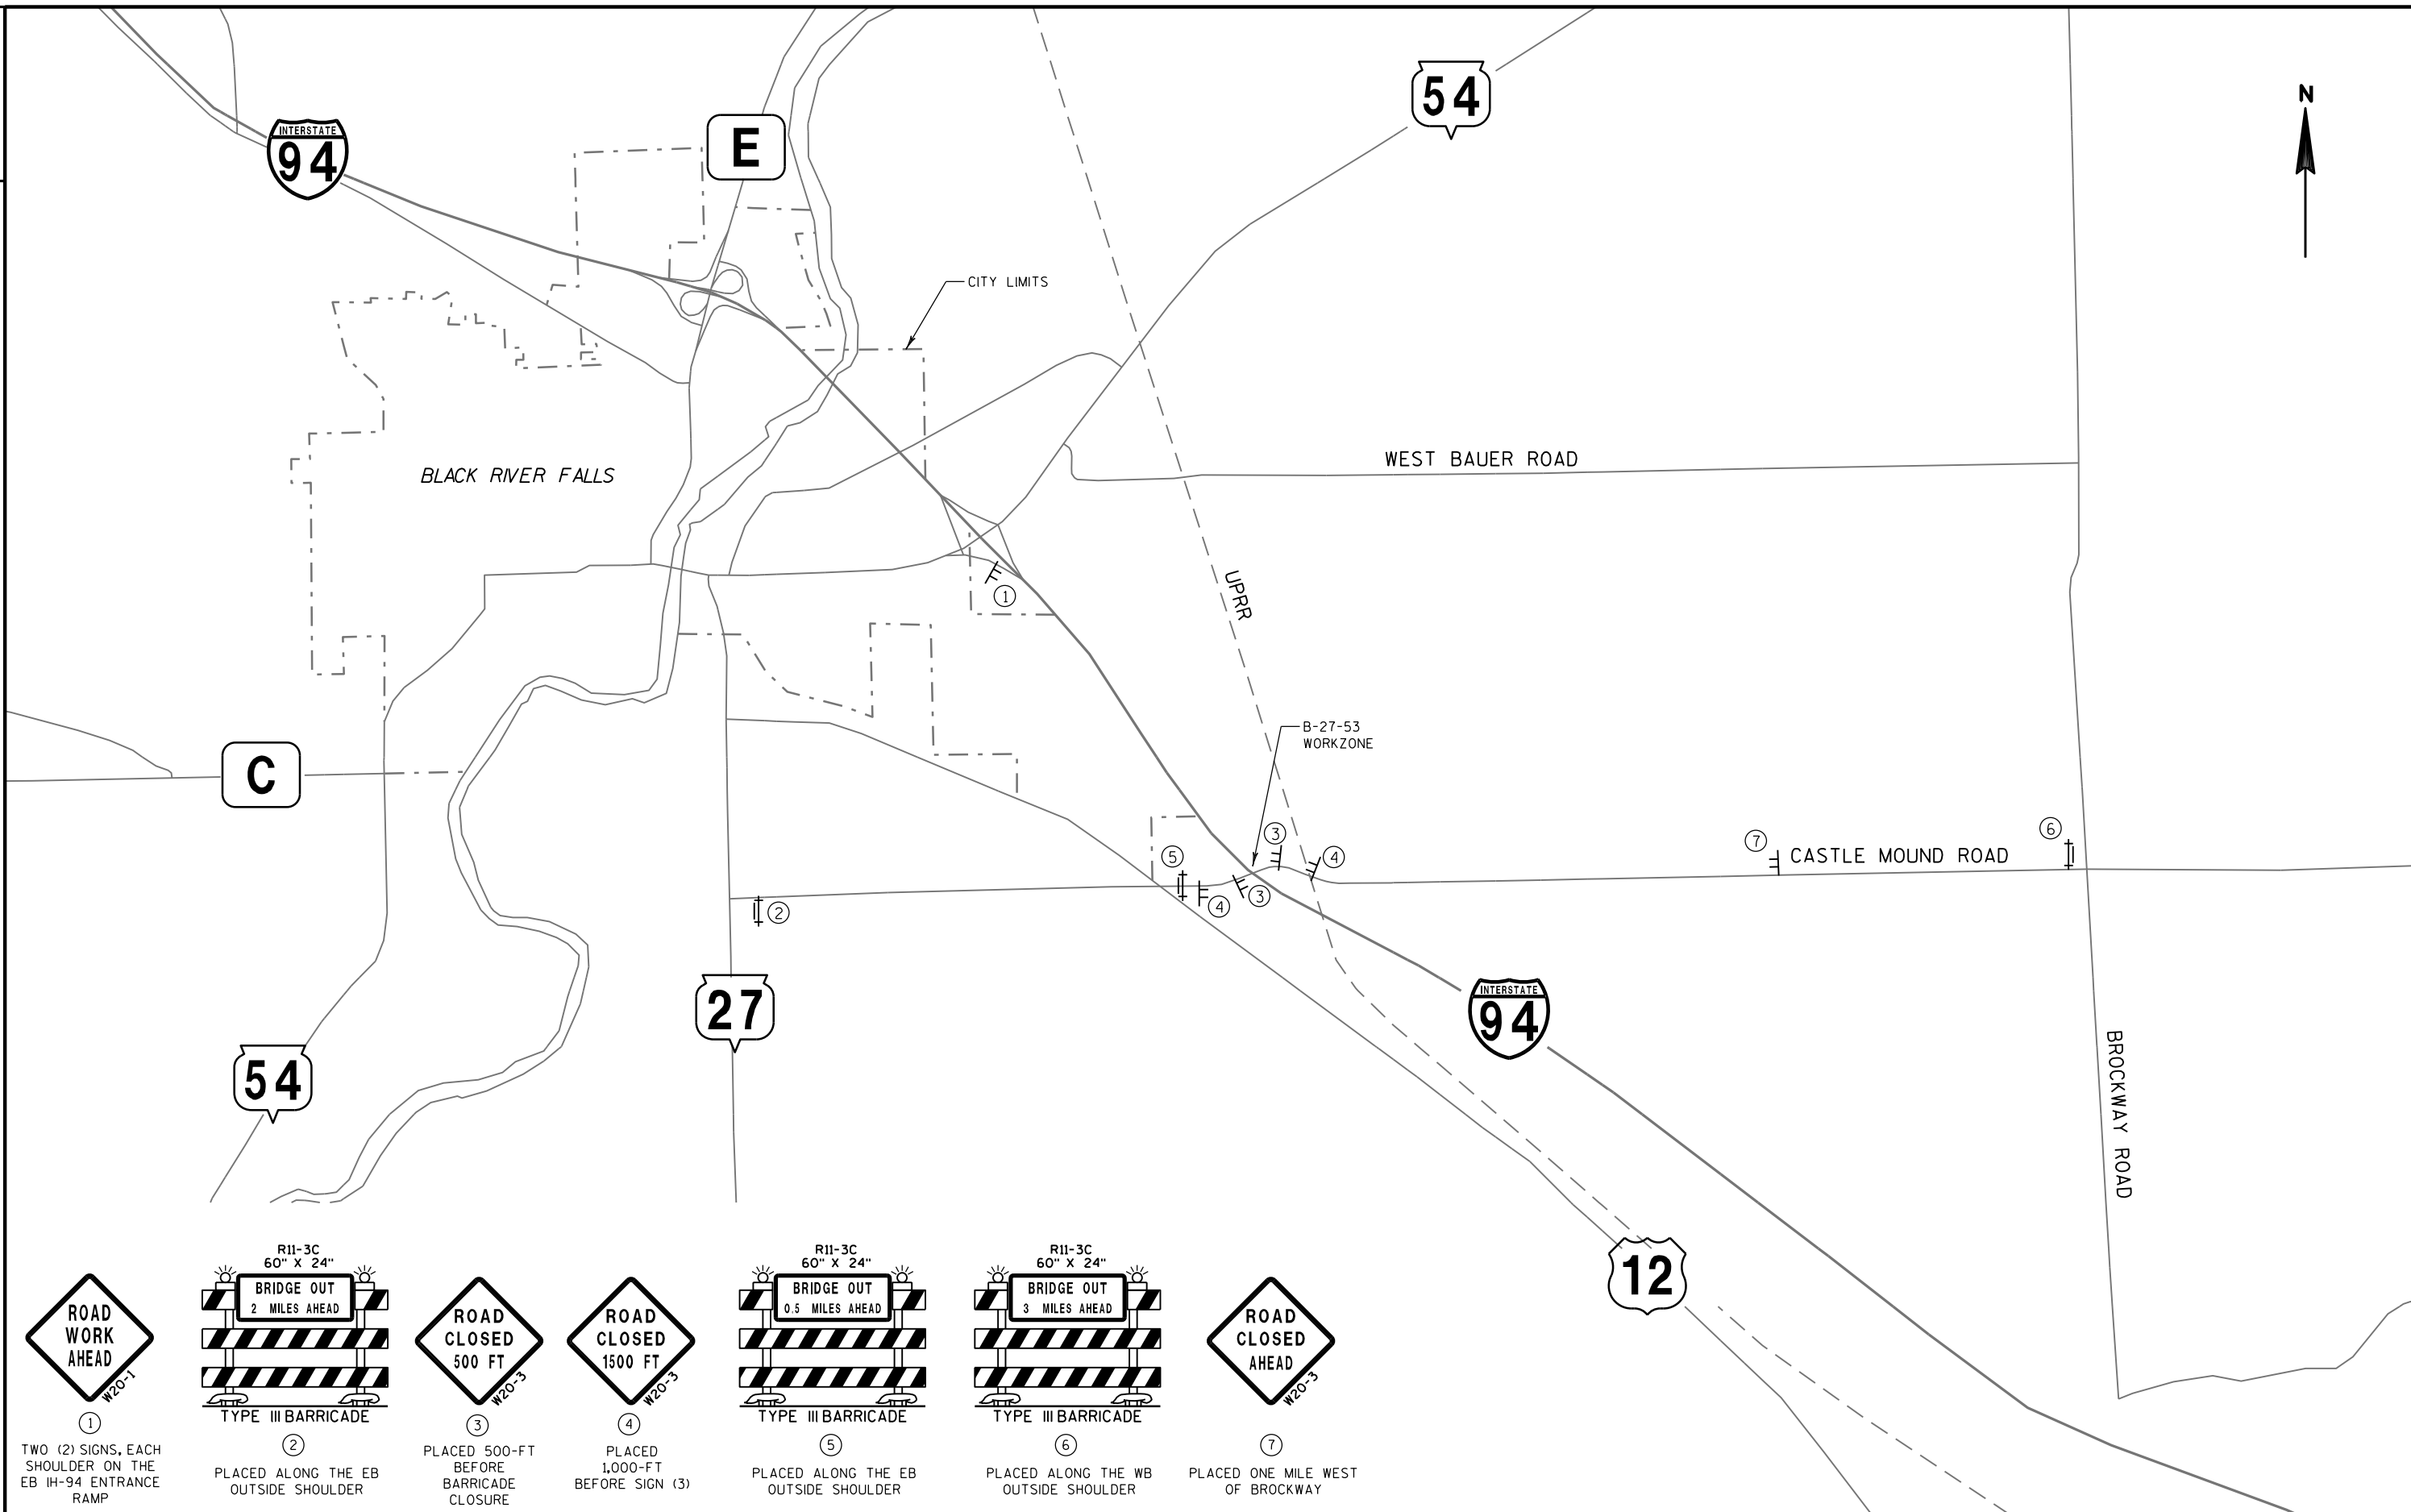 INTERSTATE
94
E
54
N
CITY LIMITS
BLACK RIVER FALLS
WEST BAUER ROAD
1
UPRR
B-27-53
WORKZONE
C
3
4
5
4
3
2
7
CASTLE MOUND ROAD
6
27
54
INTERSTATE
94
BROCKWAY ROAD
12
ROAD
WORK
AHEAD
W20-1
1
TWO (2) SIGNS, EACH
SHOULDER ON THE
EB IH-94 ENTRANCE
RAMP
R11-3C
60" X 24"
BRIDGE OUT
2 MILES AHEAD
TYPE III BARRICADE
2
PLACED ALONG THE EB
OUTSIDE SHOULDER
ROAD
CLOSED
500 FT
W20-3
3
PLACED 500-FT
BEFORE
BARRICADE
CLOSURE
ROAD
CLOSED
1500 FT
W20-3
4
PLACED
1,000-FT
BEFORE SIGN (3)
R11-3C
60" X 24"
BRIDGE OUT
0.5 MILES AHEAD
TYPE III BARRICADE
5
PLACED ALONG THE EB
OUTSIDE SHOULDER
R11-3C
60" X 24"
BRIDGE OUT
3 MILES AHEAD
TYPE III BARRICADE
6
PLACED ALONG THE WB
OUTSIDE SHOULDER
ROAD
CLOSED
AHEAD
W20-3
7
PLACED ONE MILE WEST
OF BROCKWAY